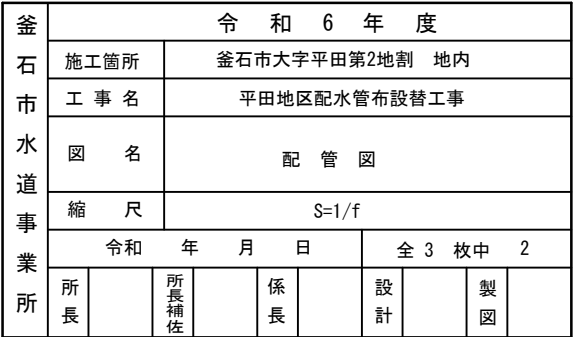 釜石市水道事業所
令和6年度
施工箇所 釜石市大字平田第2地割 地内
工事名 平田地区配水管布設替工事
図名 配管図
縮尺 S=1/f
令和 年 月 日 全 3 枚中 2
所長 所長補佐 係長 設計 製図